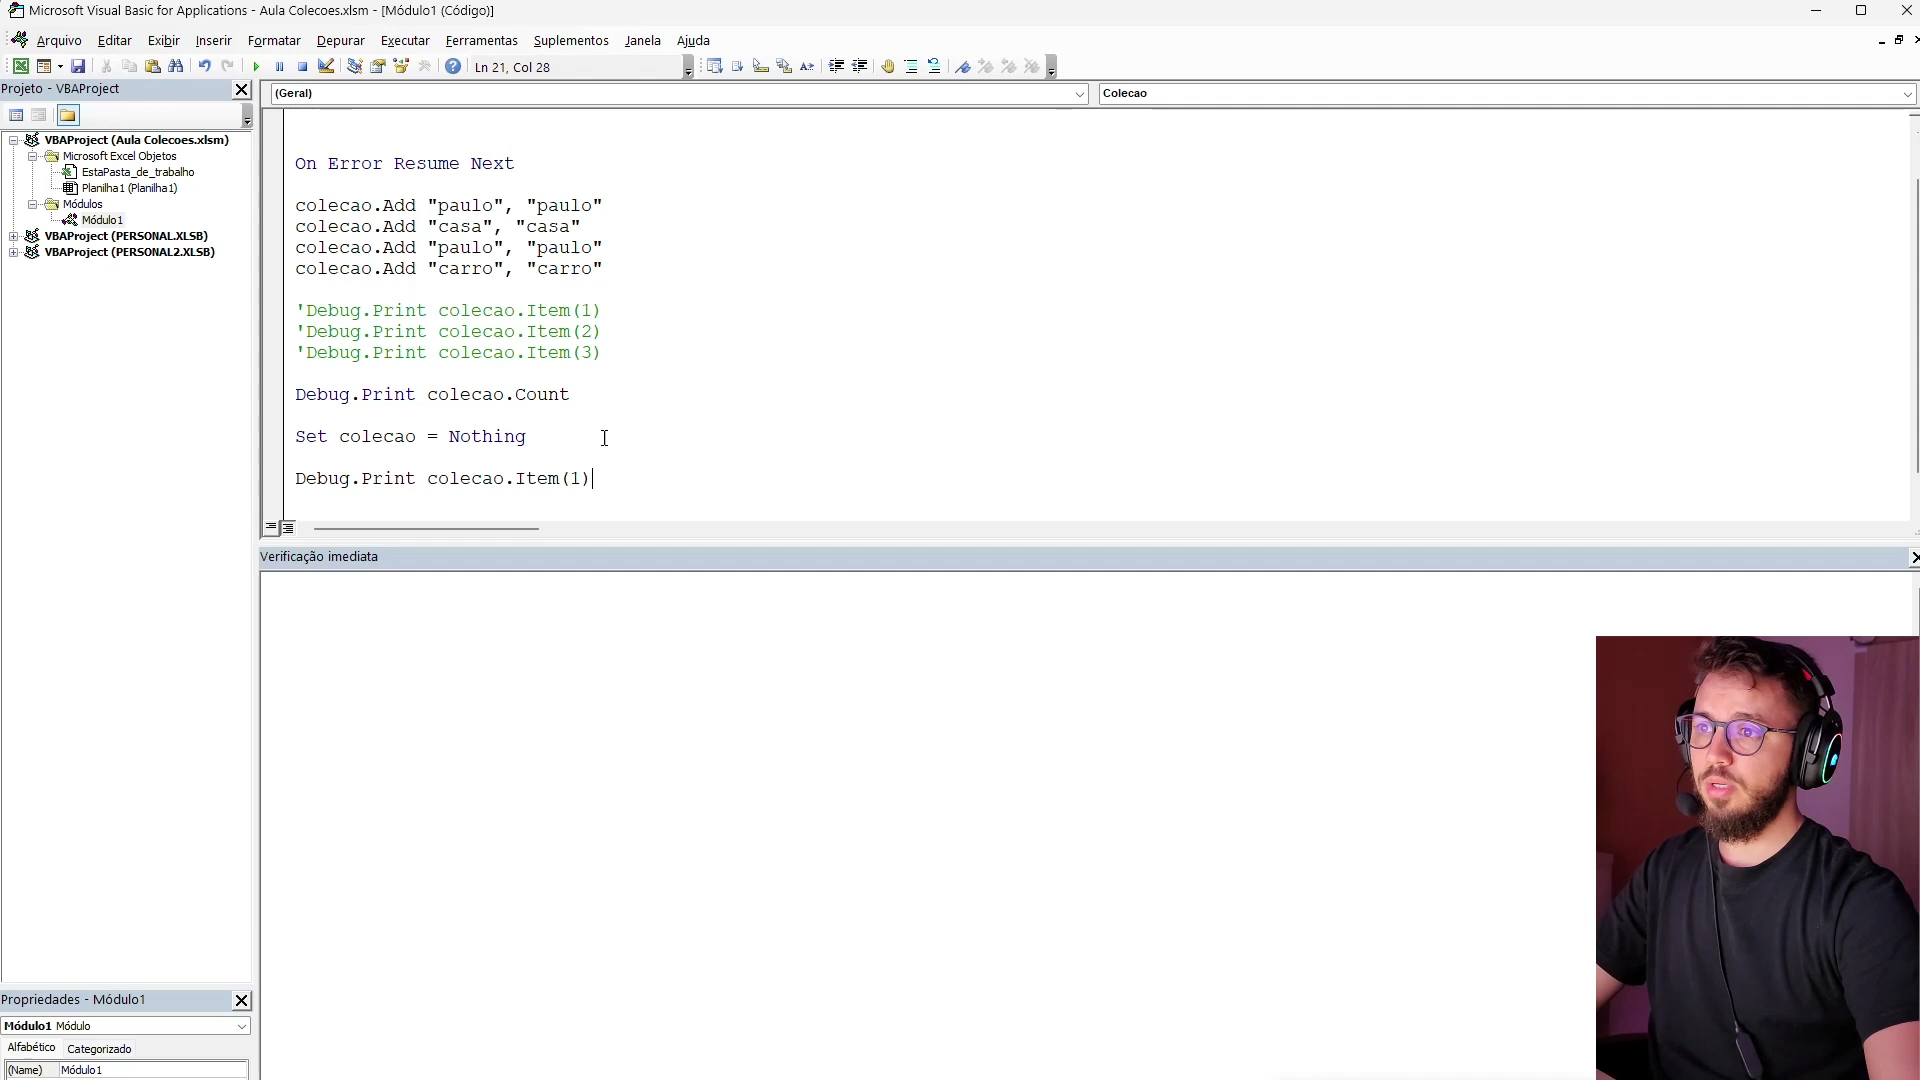 Microsoft Visual Basic for Applications - Aula Colecoes.xlsm - [Módulo1 (Código)]
Arquivo Editar Exibir Inserir Formatar Depurar Executar Ferramentas Suplementos Janela Ajuda
Ln 21, Col 28
Projeto - VBAProject
(Geral)
Colecao
VBAProject (Aula Colecoes.xlsm)
Microsoft Excel Objetos
EstaPasta_de_trabalho
Planilha1 (Planilha1)
Módulos
Módulo1
VBAProject (PERSONAL.XLSB)
VBAProject (PERSONAL2.XLSB)
On Error Resume Next
colecao.Add "paulo", "paulo"
colecao.Add "casa", "casa"
colecao.Add "paulo", "paulo"
colecao.Add "carro", "carro"
'Debug.Print colecao.Item(1)
'Debug.Print colecao.Item(2)
'Debug.Print colecao.Item(3)
Debug.Print colecao.Count
Set colecao = Nothing
Debug.Print colecao.Item(1)
Verificação imediata
Propriedades - Módulo1
Módulo1 Módulo
Alfabético Categorizado
(Name) Módulo1